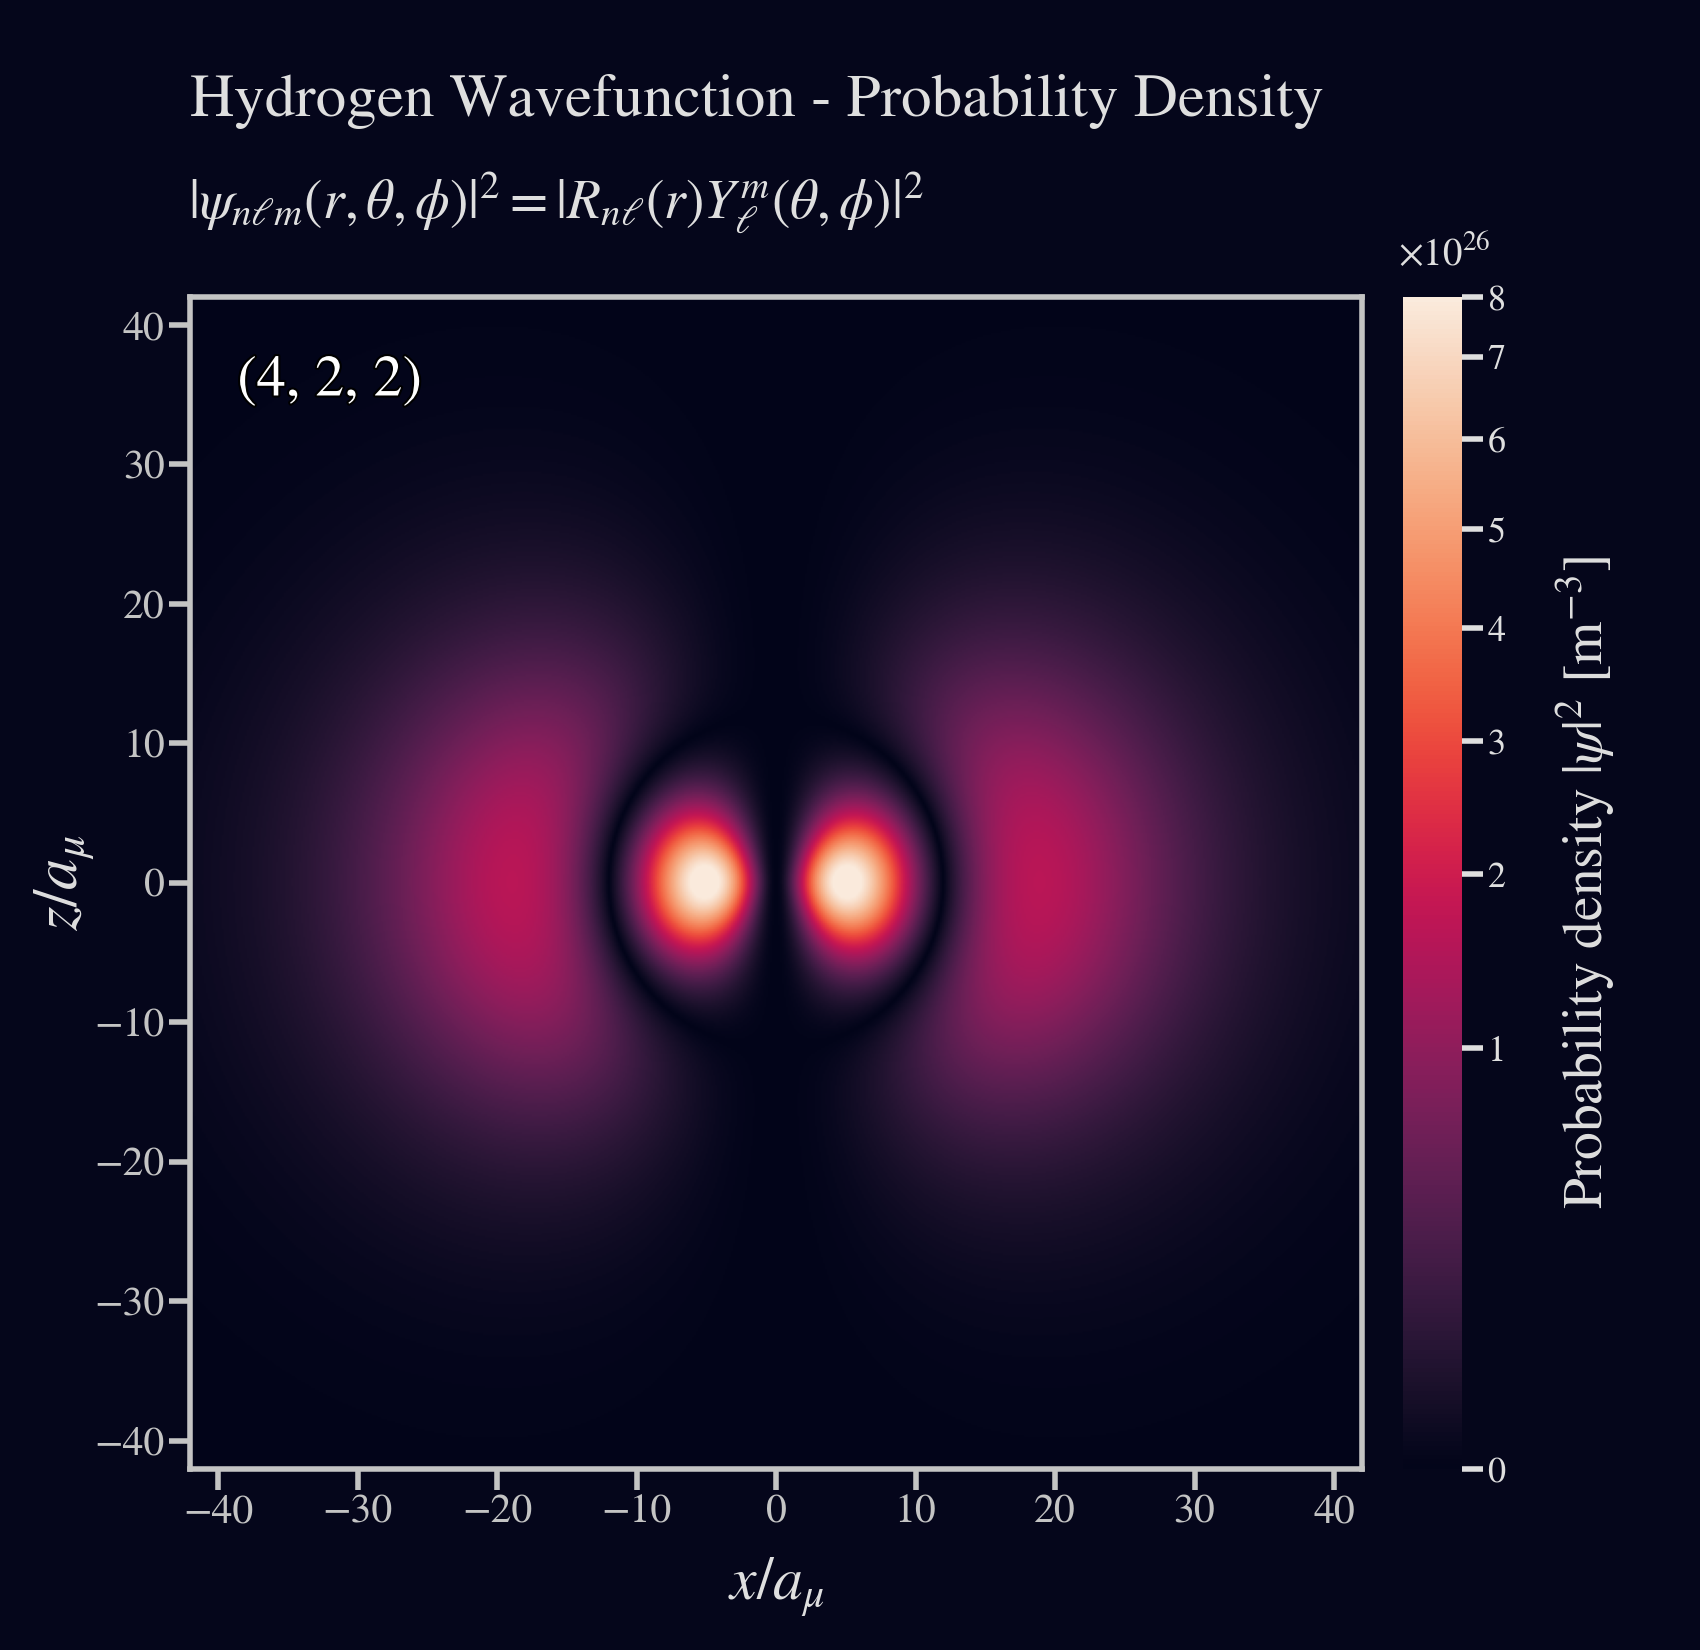 Hydrogen Wavefunction - Probability Density
|ψₙℓₘ(r, θ, ϕ)|² = |Rₙℓ(r)Yℓᵐ(θ, ϕ)|²
×10²⁶
(4, 2, 2)
40
30
20
10
0
−10
−20
−30
−40
z/aμ
−40 −30 −20 −10 0 10 20 30 40
x/aμ
8
7
6
5
4
3
2
1
0
Probability density |ψ|² [m⁻³]